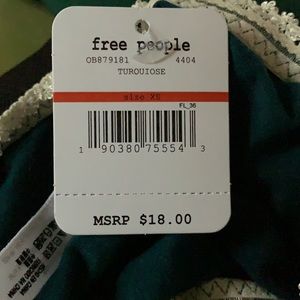 free people
OB879181 4404
TURQUOISE
size XS
FL_36
1 90380 75554 3
MSRP $18.00